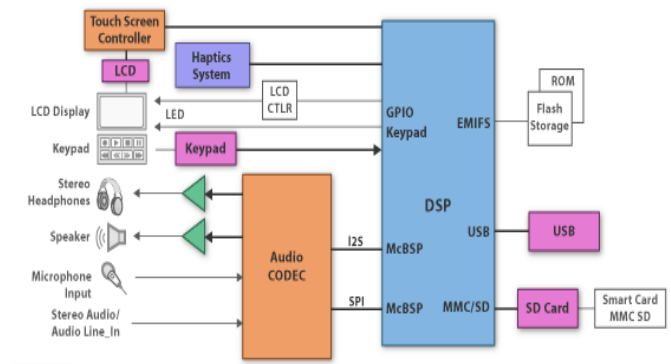 Touch Screen
Controller
LCD
Haptics
System
LCD Display
LED
LCD
CTLR
Keypad
Keypad
GPIO
Keypad
EMIFS
ROM
Flash
Storage
Stereo
Headphones
Speaker
Microphone
Input
Stereo Audio/
Audio Line_In
Audio
CODEC
I2S
SPI
McBSP
McBSP
DSP
USB
USB
MMC/SD
SD Card
Smart Card
MMC SD